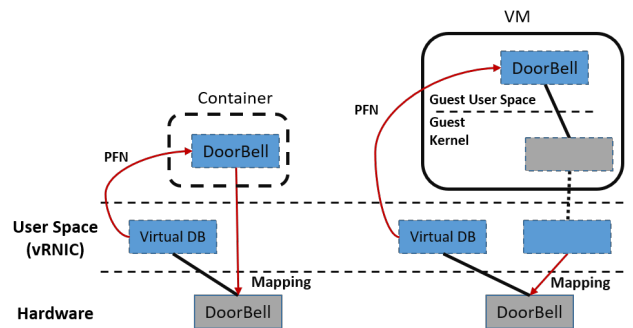 VM
DoorBell
Container
PFN
Guest User Space
Guest
Kernel
PFN
DoorBell
User Space
(vRNIC)
Virtual DB
Virtual DB
Mapping
Mapping
Hardware
DoorBell
DoorBell